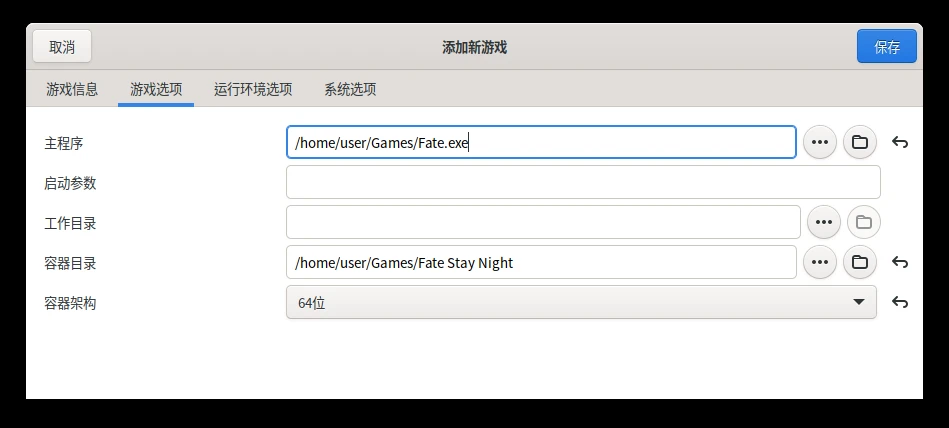 取消
添加新游戏
保存
游戏信息
游戏选项
运行环境选项
系统选项
主程序
/home/user/Games/Fate.exe
启动参数
工作目录
容器目录
/home/user/Games/Fate Stay Night
容器架构
64位